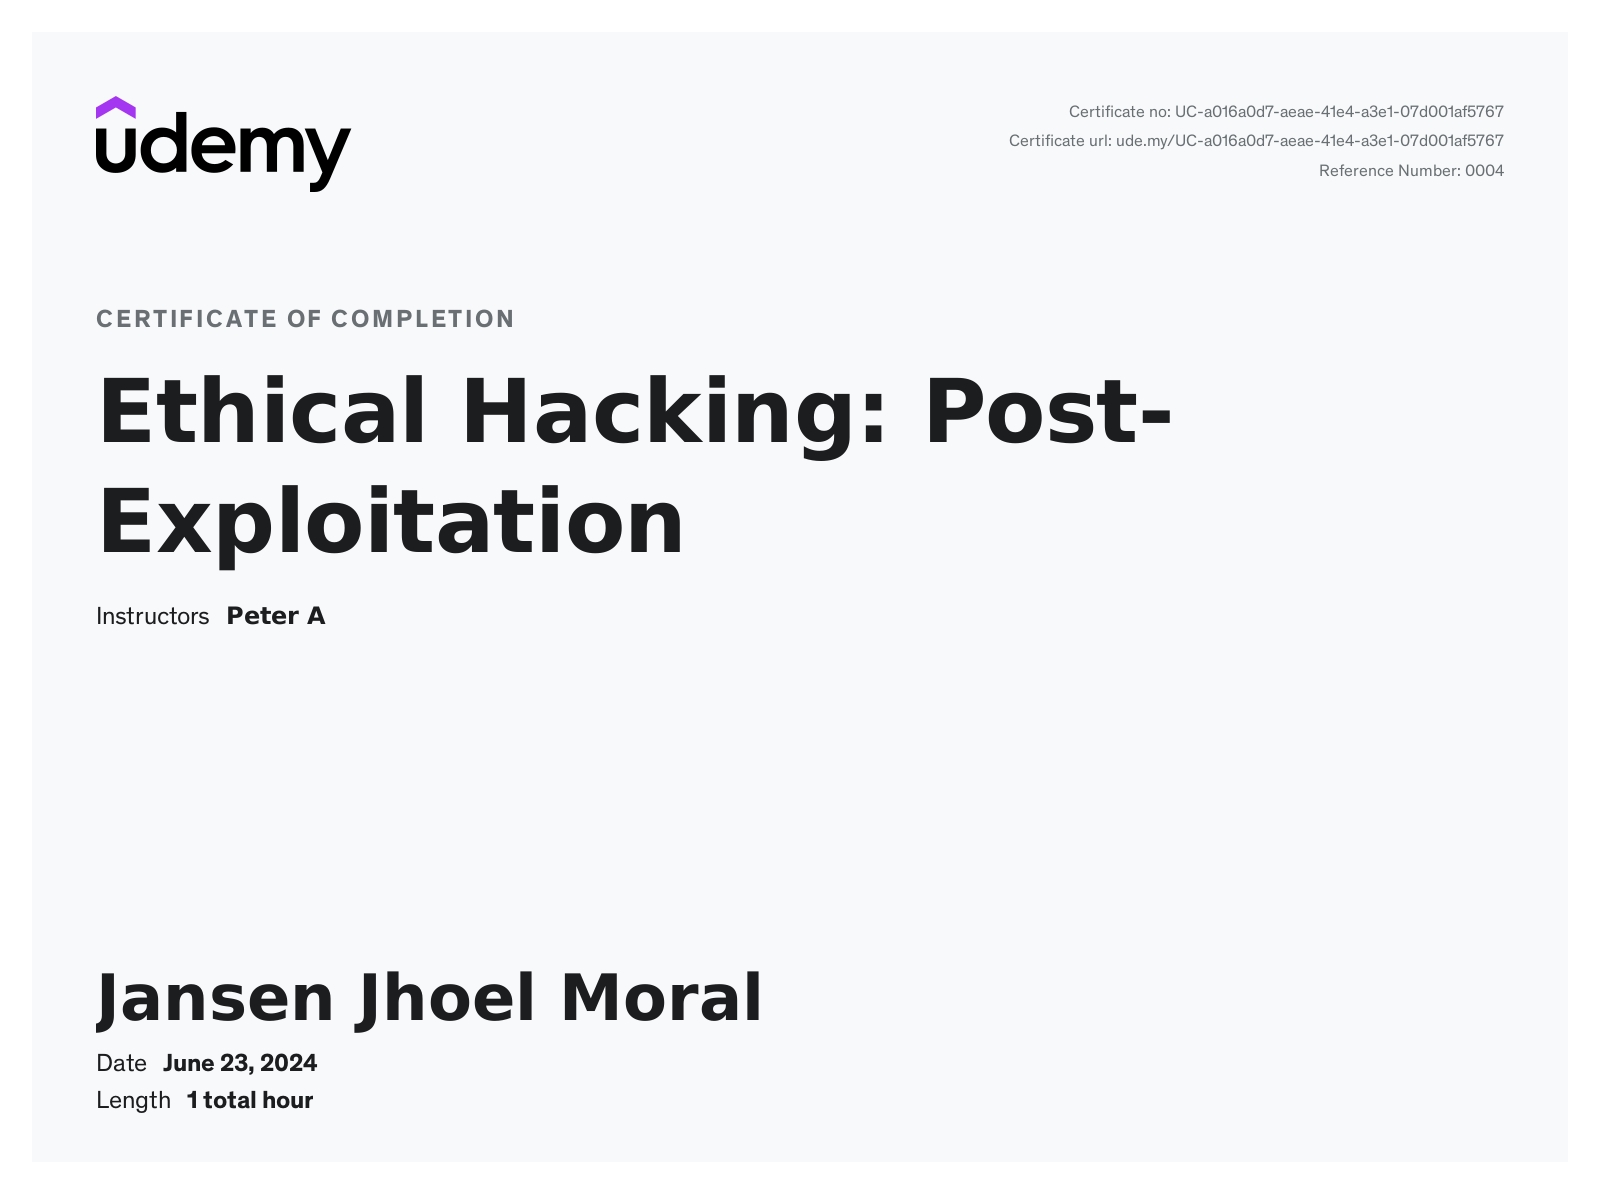 udemy
Certificate no: UC-a016a0d7-aeae-41e4-a3e1-07d001af5767
Certificate url: ude.my/UC-a016a0d7-aeae-41e4-a3e1-07d001af5767
Reference Number: 0004
CERTIFICATE OF COMPLETION
Ethical Hacking: Post-
Exploitation
Instructors Peter A
Jansen Jhoel Moral
Date June 23, 2024
Length 1 total hour